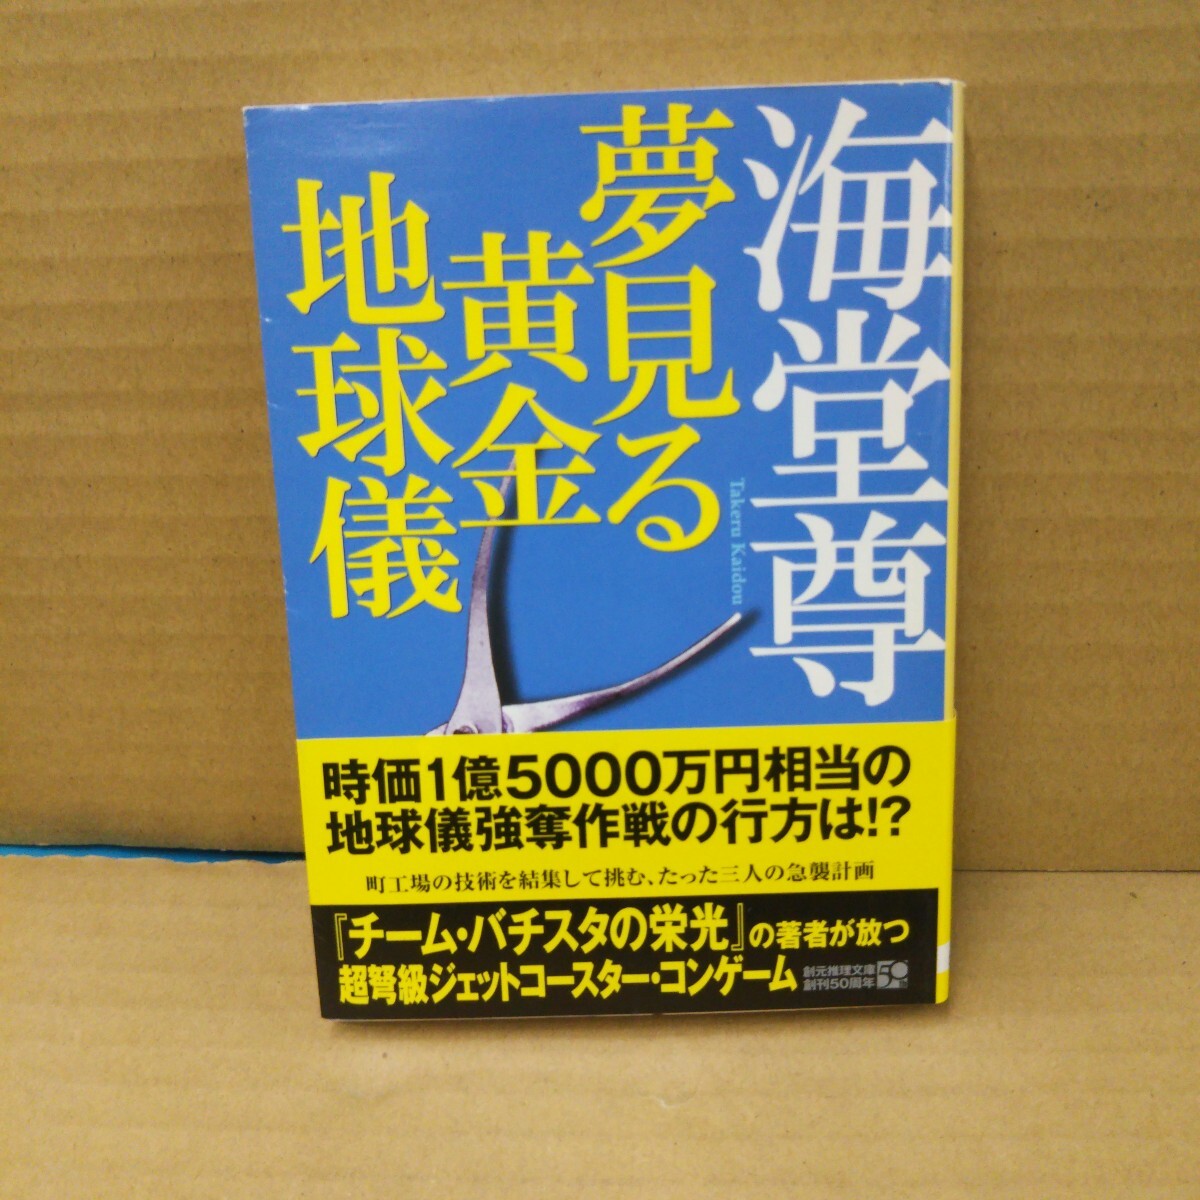 海堂尊
Takeru Kaidou
夢見る
黄金
地球儀
時価1億5000万円相当の
地球儀強奪作戦の行方は!?
町工場の技術を結集して挑む、たった三人の急襲計画
『チーム・バチスタの栄光』の著者が放つ
超弩級ジェットコースター・コンゲーム
創元推理文庫
創刊50周年
50